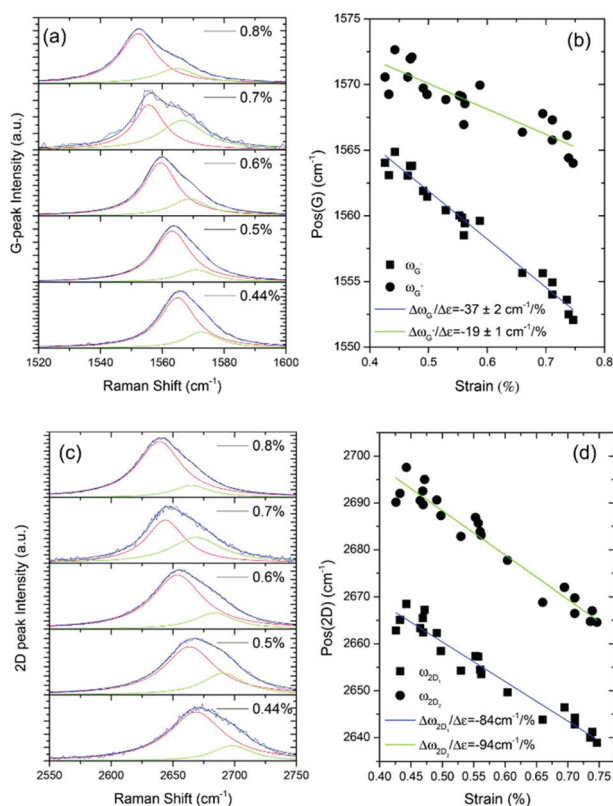 (a)
0.8%
0.7%
0.6%
0.5%
0.44%
G-peak Intensity (a.u.)
1520 1540 1560 1580 1600
Raman Shift (cm⁻¹)
(b)
1575
1570
1565
1560
1555
1550
Pos(G) (cm⁻¹)
ω_G⁻
ω_G⁺
Δω_G⁻/Δε=-37 ± 2 cm⁻¹/%
Δω_G⁺/Δε=-19 ± 1 cm⁻¹/%
0.4 0.5 0.6 0.7 0.8
Strain (%)
(c)
0.8%
0.7%
0.6%
0.5%
0.44%
2D peak Intensity (a.u.)
2550 2600 2650 2700 2750
Raman Shift (cm⁻¹)
(d)
2700
2690
2680
2670
2660
2650
2640
Pos(2D) (cm⁻¹)
ω_2D₁
ω_2D₂
Δω_2D₁/Δε=-84cm⁻¹/%
Δω_2D₂/Δε=-94cm⁻¹/%
0.40 0.45 0.50 0.55 0.60 0.65 0.70 0.75
Strain (%)